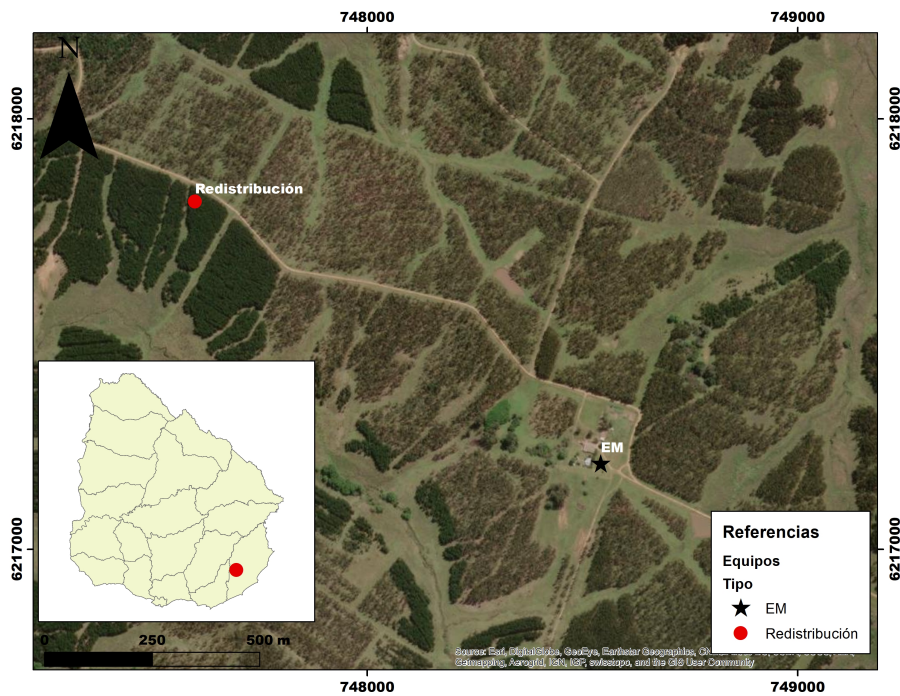 748000
749000
N
6218000
6218000
Redistribución
EM
Referencias
Equipos
Tipo
EM
Redistribución
6217000
6217000
0 250 500 m
Source: Esri, DigitalGlobe, GeoEye, Earthstar Geographics,
Getmapping, Aerogrid, IGN, IGP, swisstopo, and the GIS User Community
748000
749000